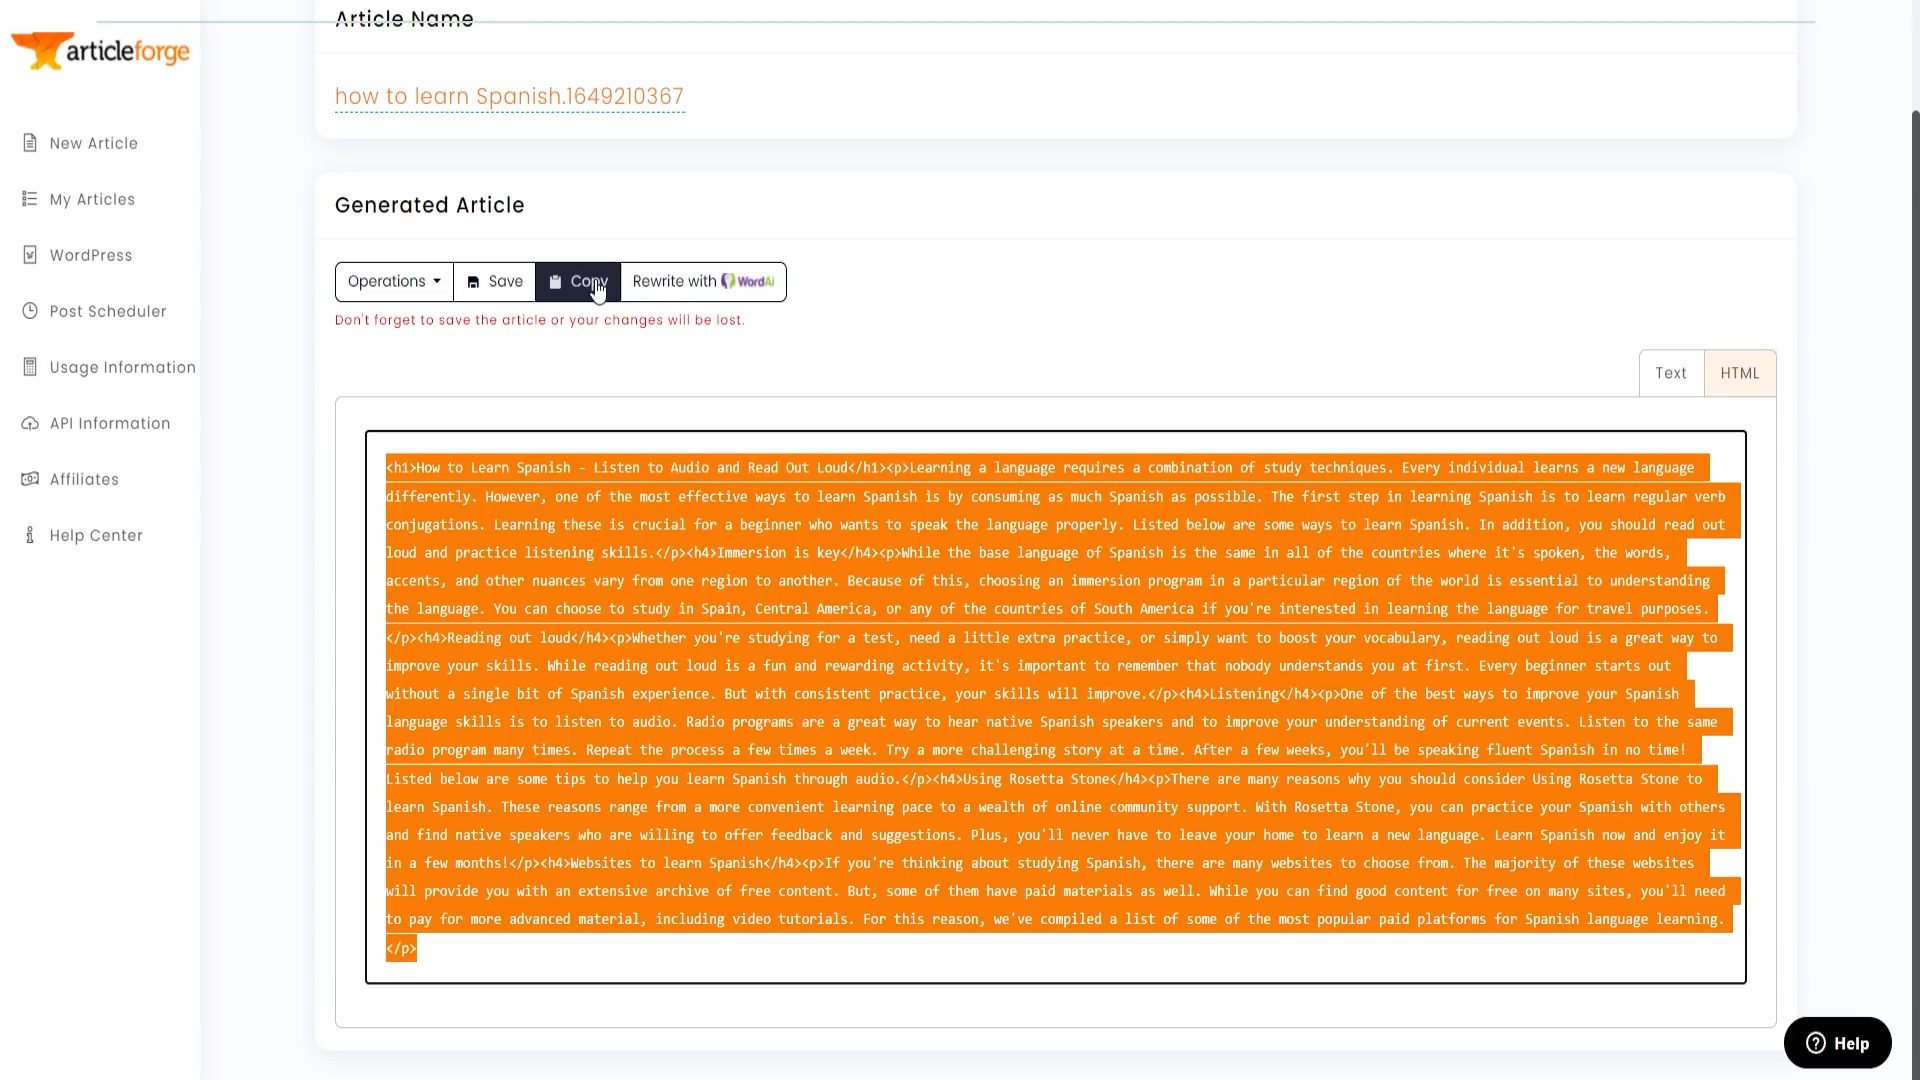 Article Name
articleforge
how to learn Spanish.1649210367
New Article
My Articles
WordPress
Post Scheduler
Usage Information
API Information
Affiliates
Help Center
Generated Article
Operations Save Copy Rewrite with WordAi
Don't forget to save the article or your changes will be lost.
Text HTML
<h1>How to Learn Spanish - Listen to Audio and Read Out Loud</h1><p>Learning a language requires a combination of study techniques. Every individual learns a new language
differently. However, one of the most effective ways to learn Spanish is by consuming as much Spanish as possible. The first step in learning Spanish is to learn regular verb
conjugations. Learning these is crucial for a beginner who wants to speak the language properly. Listed below are some ways to learn Spanish. In addition, you should read out
loud and practice listening skills.</p><h4>Immersion is key</h4><p>While the base language of Spanish is the same in all of the countries where it's spoken, the words,
accents, and other nuances vary from one region to another. Because of this, choosing an immersion program in a particular region of the world is essential to understanding
the language. You can choose to study in Spain, Central America, or any of the countries of South America if you're interested in learning the language for travel purposes.
</p><h4>Reading out loud</h4><p>Whether you're studying for a test, need a little extra practice, or simply want to boost your vocabulary, reading out loud is a great way to
improve your skills. While reading out loud is a fun and rewarding activity, it's important to remember that nobody understands you at first. Every beginner starts out
without a single bit of Spanish experience. But with consistent practice, your skills will improve.</p><h4>Listening</h4><p>One of the best ways to improve your Spanish
language skills is to listen to audio. Radio programs are a great way to hear native Spanish speakers and to improve your understanding of current events. Listen to the same
radio program many times. Repeat the process a few times a week. Try a more challenging story at a time. After a few weeks, you'll be speaking fluent Spanish in no time!
Listed below are some tips to help you learn Spanish through audio.</p><h4>Using Rosetta Stone</h4><p>There are many reasons why you should consider Using Rosetta Stone to
learn Spanish. These reasons range from a more convenient learning pace to a wealth of online community support. With Rosetta Stone, you can practice your Spanish with others
and find native speakers who are willing to offer feedback and suggestions. Plus, you'll never have to leave your home to learn a new language. Learn Spanish now and enjoy it
in a few months!</p><h4>Websites to learn Spanish</h4><p>If you're thinking about studying Spanish, there are many websites to choose from. The majority of these websites
will provide you with an extensive archive of free content. But, some of them have paid materials as well. While you can find good content for free on many sites, you'll need
to pay for more advanced material, including video tutorials. For this reason, we've compiled a list of some of the most popular paid platforms for Spanish language learning.
</p>
Help